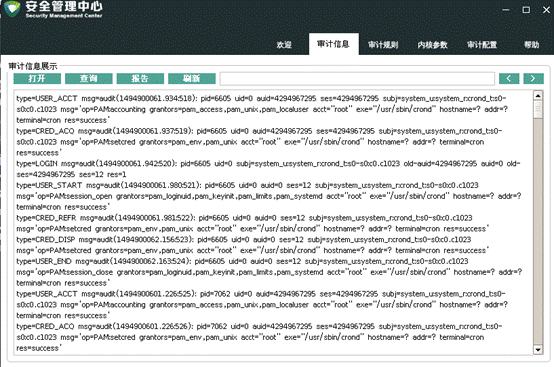 安全管理中心
Security Management Center
欢迎 审计信息 审计规则 内核参数 审计配置 帮助
审计信息展示
打开 查询 报告 刷新 < >
type=USER_ACCT msg=audit(1494900061.934:518): pid=6605 uid=0 auid=4294967295 ses=4294967295 subj=system_u:system_r:crond_t:s0-
s0:c0.c1023 msg='op=PAM:accounting grantors=pam_access,pam_unix,pam_localuser acct="root" exe="/usr/sbin/crond" hostname=? addr=?
terminal=cron res=success'
type=CRED_ACQ msg=audit(1494900061.937:519): pid=6605 uid=0 auid=4294967295 ses=4294967295 subj=system_u:system_r:crond_t:s0-
s0:c0.c1023 msg='op=PAM:setcred grantors=pam_env,pam_unix acct="root" exe="/usr/sbin/crond" hostname=? addr=? terminal=cron
res=success'
type=LOGIN msg=audit(1494900061.942:520): pid=6605 uid=0 subj=system_u:system_r:crond_t:s0-s0:c0.c1023 old-auid=4294967295 auid=0 old-
ses=4294967295 ses=12 res=1
type=USER_START msg=audit(1494900061.980:521): pid=6605 uid=0 auid=0 ses=12 subj=system_u:system_r:crond_t:s0-s0:c0.c1023
msg='op=PAM:session_open grantors=pam_loginuid,pam_keyinit,pam_limits,pam_systemd acct="root" exe="/usr/sbin/crond" hostname=? addr=?
terminal=cron res=success'
type=CRED_REFR msg=audit(1494900061.981:522): pid=6605 uid=0 auid=0 ses=12 subj=system_u:system_r:crond_t:s0-s0:c0.c1023
msg='op=PAM:setcred grantors=pam_env,pam_unix acct="root" exe="/usr/sbin/crond" hostname=? addr=? terminal=cron res=success'
type=CRED_DISP msg=audit(1494900062.156:523): pid=6605 uid=0 auid=0 ses=12 subj=system_u:system_r:crond_t:s0-s0:c0.c1023
msg='op=PAM:setcred grantors=pam_env,pam_unix acct="root" exe="/usr/sbin/crond" hostname=? addr=? terminal=cron res=success'
type=USER_END msg=audit(1494900062.163:524): pid=6605 uid=0 auid=0 ses=12 subj=system_u:system_r:crond_t:s0-s0:c0.c1023
msg='op=PAM:session_close grantors=pam_loginuid,pam_keyinit,pam_limits,pam_systemd acct="root" exe="/usr/sbin/crond" hostname=? addr=?
terminal=cron res=success'
type=USER_ACCT msg=audit(1494900601.226:525): pid=7062 uid=0 auid=4294967295 ses=4294967295 subj=system_u:system_r:crond_t:s0-
s0:c0.c1023 msg='op=PAM:accounting grantors=pam_access,pam_unix,pam_localuser acct="root" exe="/usr/sbin/crond" hostname=? addr=?
terminal=cron res=success'
type=CRED_ACQ msg=audit(1494900601.226:526): pid=7062 uid=0 auid=4294967295 ses=4294967295 subj=system_u:system_r:crond_t:s0-
s0:c0.c1023 msg='op=PAM:setcred grantors=pam_env,pam_unix acct="root" exe="/usr/sbin/crond" hostname=? addr=? terminal=cron
res=success'